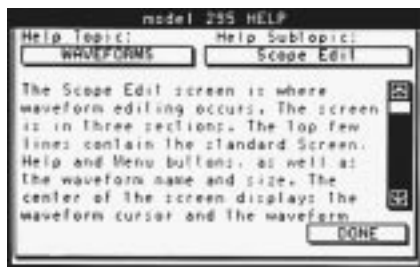 model 295 HELP
Help Topic: Help Subtopic:
WAVEFORMS Scope Edit
The Scope Edit screen is where
waveform editing occurs. The screen
is in three sections. The top few
lines contain the standard Screen,
Help and Menu buttons, as well as
the waveform name and size. The
center of the screen displays the
waveform cursor and the waveform
DONE